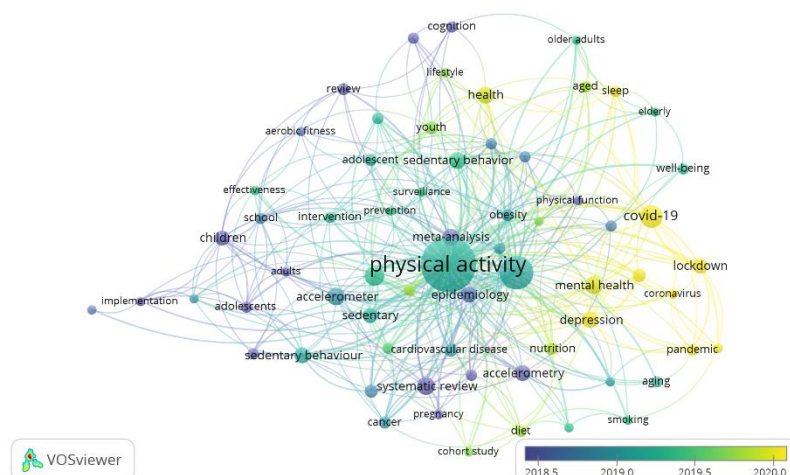 cognition
older adults
lifestyle
review
health
aged
sleep
elderly
youth
aerobic fitness
adolescent
sedentary behavior
well-being
effectiveness
surveillance
physical function
school
intervention
prevention
obesity
covid-19
children
meta-analysis
physical activity
lockdown
adults
mental health
coronavirus
implementation
adolescents
accelerometer
epidemiology
sedentary
depression
sedentary behaviour
cardiovascular disease
nutrition
pandemic
systematic review
accelerometry
aging
pregnancy
cancer
smoking
diet
cohort study
VOSviewer
2018.5
2019.0
2019.5
2020.0